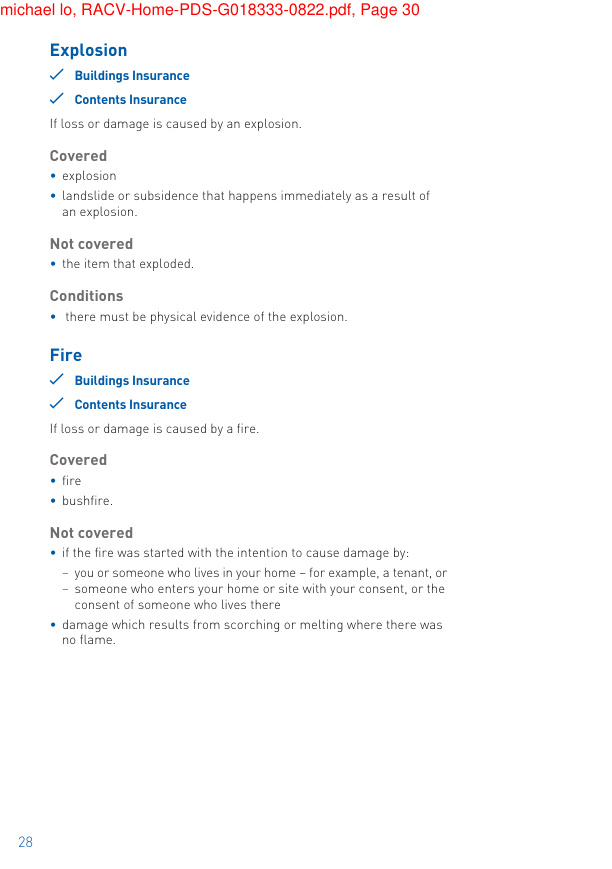 michael lo, RACV-Home-PDS-G018333-0822.pdf, Page 30
Explosion
✓ Buildings Insurance
✓ Contents Insurance
If loss or damage is caused by an explosion.
Covered
• explosion
• landslide or subsidence that happens immediately as a result of
an explosion.
Not covered
• the item that exploded.
Conditions
• there must be physical evidence of the explosion.
Fire
✓ Buildings Insurance
✓ Contents Insurance
If loss or damage is caused by a fire.
Covered
• fire
• bushfire.
Not covered
• if the fire was started with the intention to cause damage by:
– you or someone who lives in your home – for example, a tenant, or
– someone who enters your home or site with your consent, or the
consent of someone who lives there
• damage which results from scorching or melting where there was
no flame.
28